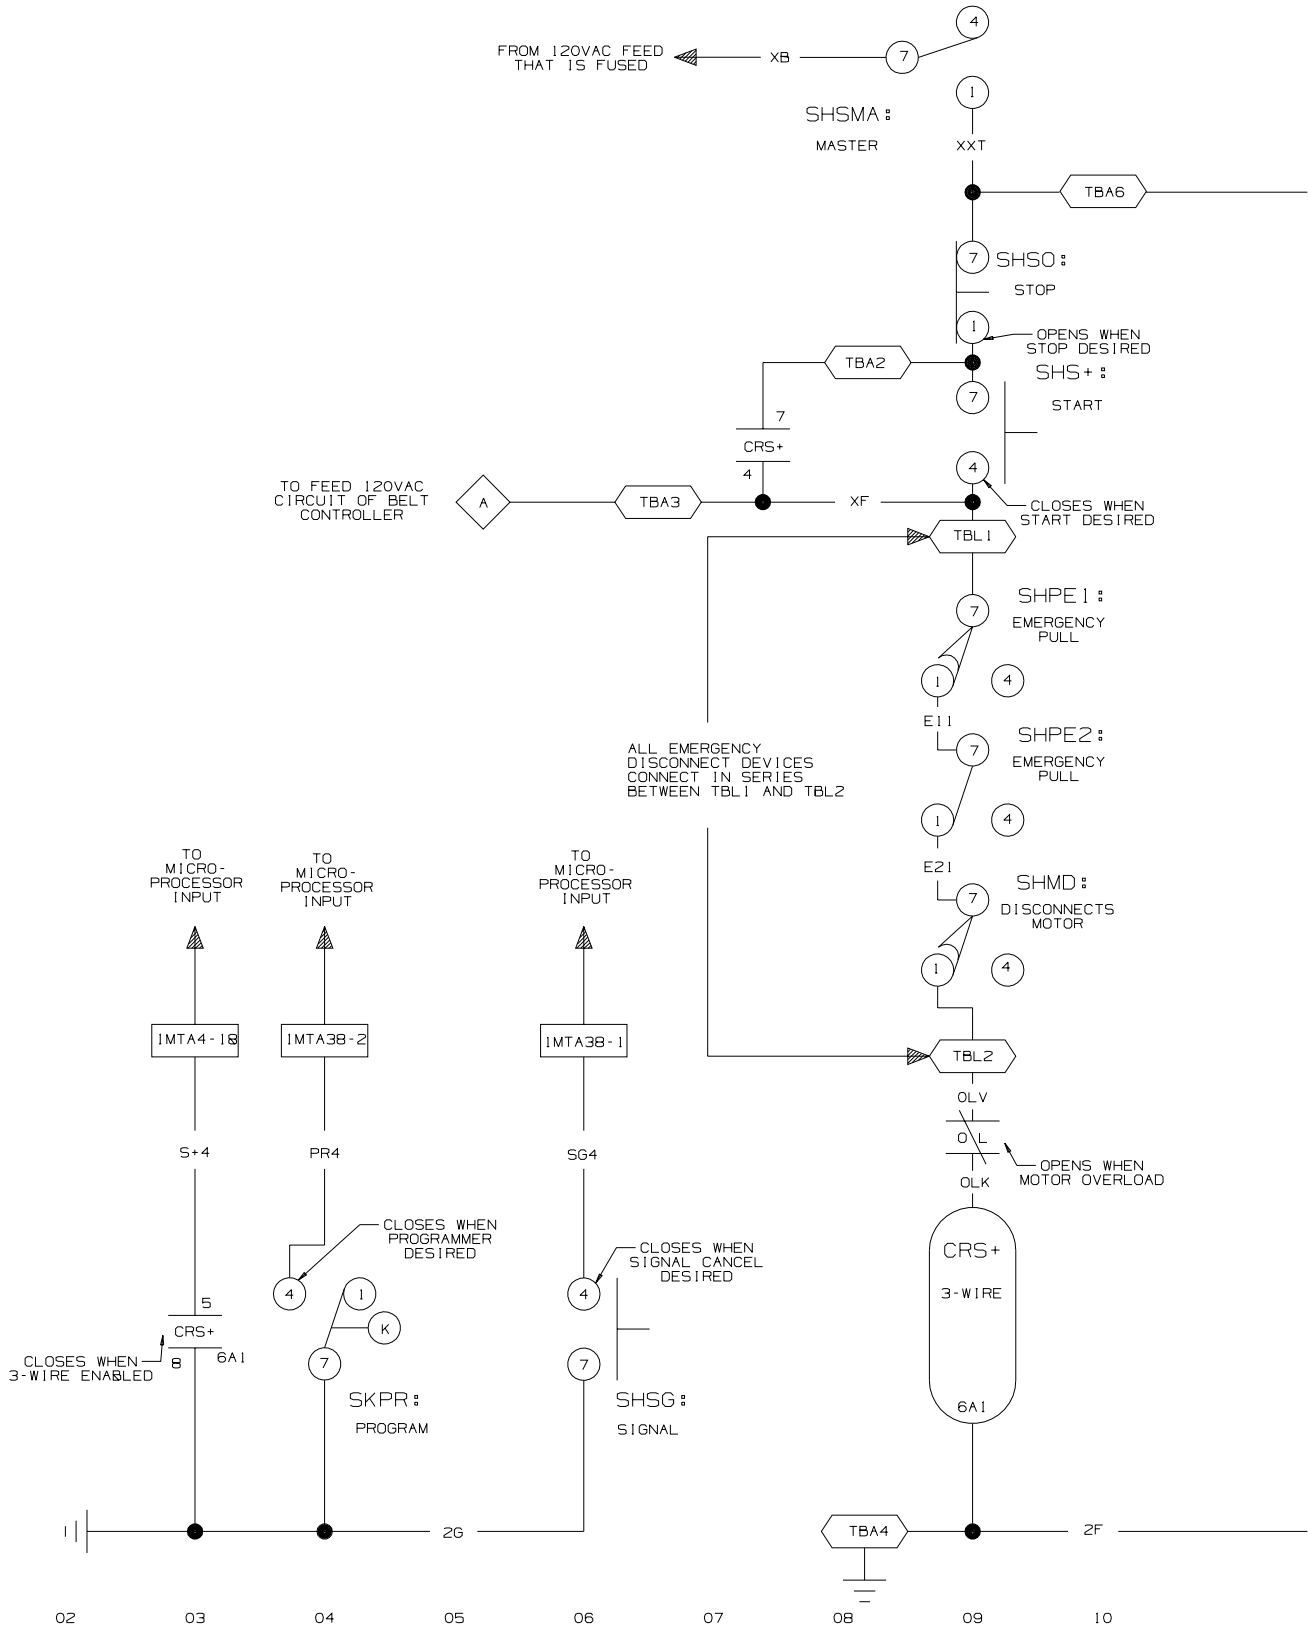 4
FROM 120VAC FEED
THAT IS FUSED
XB
7
1
SHSMA:
MASTER
XXT
TBA6
7
SHSO:
STOP
1
OPENS WHEN
STOP DESIRED
TBA2
SHS+:
7
START
7
CRS+
4
4
TO FEED 120VAC
CIRCUIT OF BELT
CONTROLLER
A
TBA3
XF
CLOSES WHEN
START DESIRED
TBL1
SHPE1:
7
EMERGENCY
PULL
1
4
E11
SHPE2:
7
EMERGENCY
PULL
ALL EMERGENCY
DISCONNECT DEVICES
CONNECT IN SERIES
BETWEEN TBL1 AND TBL2
1
4
TO
MICRO-
PROCESSOR
INPUT
TO
MICRO-
PROCESSOR
INPUT
TO
MICRO-
PROCESSOR
INPUT
E21
SHMD:
7
DISCONNECTS
MOTOR
1
4
1MTA4-18
1MTA38-2
1MTA38-1
TBL2
OLV
OL
S+4
PR4
SG4
OPENS WHEN
MOTOR OVERLOAD
OLK
CLOSES WHEN
PROGRAMMER
DESIRED
CLOSES WHEN
SIGNAL CANCEL
DESIRED
CRS+
3-WIRE
4
1
4
5
CRS+
K
8
6A1
CLOSES WHEN
3-WIRE ENABLED
7
7
SKPR:
PROGRAM
SHSG:
SIGNAL
6A1
2G
TBA4
2F
02
03
04
05
06
07
08
09
10